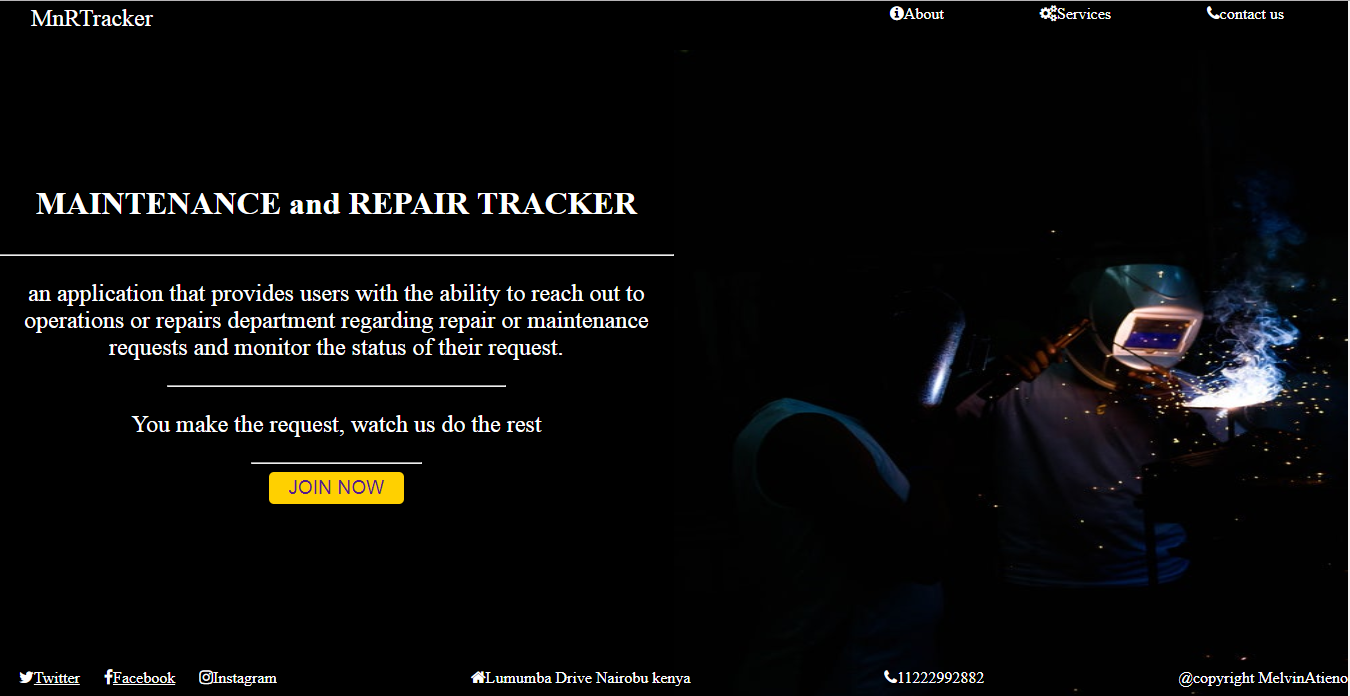 MnRTracker
About
Services
contact us
MAINTENANCE and REPAIR TRACKER
an application that provides users with the ability to reach out to
operations or repairs department regarding repair or maintenance
requests and monitor the status of their request.
You make the request, watch us do the rest
JOIN NOW
Twitter
Facebook
Instagram
Lumumba Drive Nairobu kenya
11222992882
@copyright MelvinAtieno